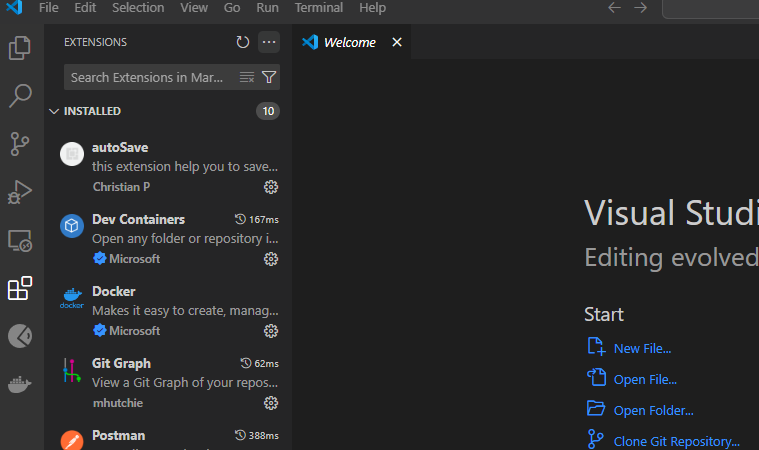 File Edit Selection View Go Run Terminal Help
EXTENSIONS
Welcome
Search Extensions in Mar...
INSTALLED 10
autoSave
this extension help you to save...
Christian P
Dev Containers 167ms
Open any folder or repository i...
Microsoft
Docker
docker
Makes it easy to create, manag...
Microsoft
Git Graph 62ms
View a Git Graph of your repos...
mhutchie
Postman 388ms
Visual Studi
Editing evolved
Start
New File...
Open File...
Open Folder...
Clone Git Repository...